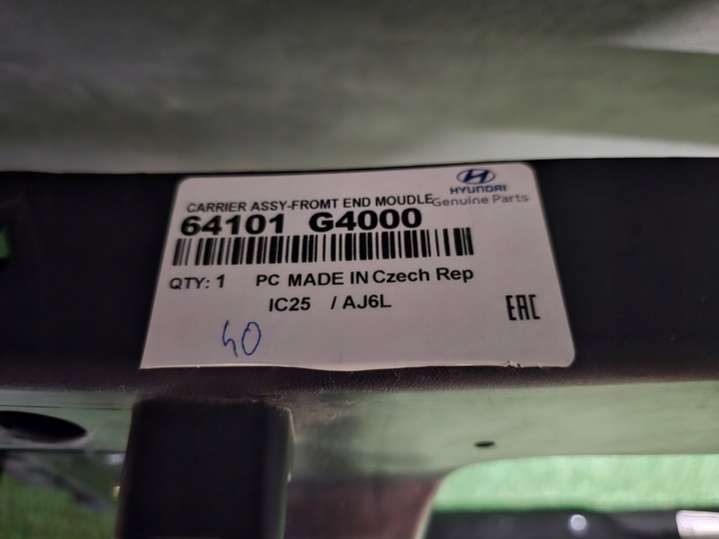 HYUNDAI
CARRIER ASSY-FROMT END MOUDLE Genuine Parts
64101 G4000
QTY: 1 PC MADE IN Czech Rep
IC25 / AJ6L
EAC
40